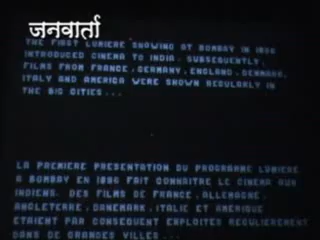 जनवार्ता
THE FIRST LUMIERE SHOWING AT BOMBAY IN 1896
INTRODUCED CINEMA TO INDIA. SUBSEQUENTLY,
FILMS FROM FRANCE, GERMANY, ENGLAND, DENMARK,
ITALY AND AMERICA WERE SHOWN REGULARLY IN
THE BIG CITIES...
LA PREMIERE PRESENTATION DU PROGRAMME LUMIERE
A BOMBAY EN 1896 FAIT CONNAITRE LE CINEMA AUX
INDIENS. DES FILMS DE FRANCE, ALLEMAGNE,
ANGLETERRE, DANEMARK, ITALIE ET AMERIQUE
ETAIENT PAR CONSEQUENT EXPLOITES REGULIEREMENT
DANS DE GRANDES VILLES...